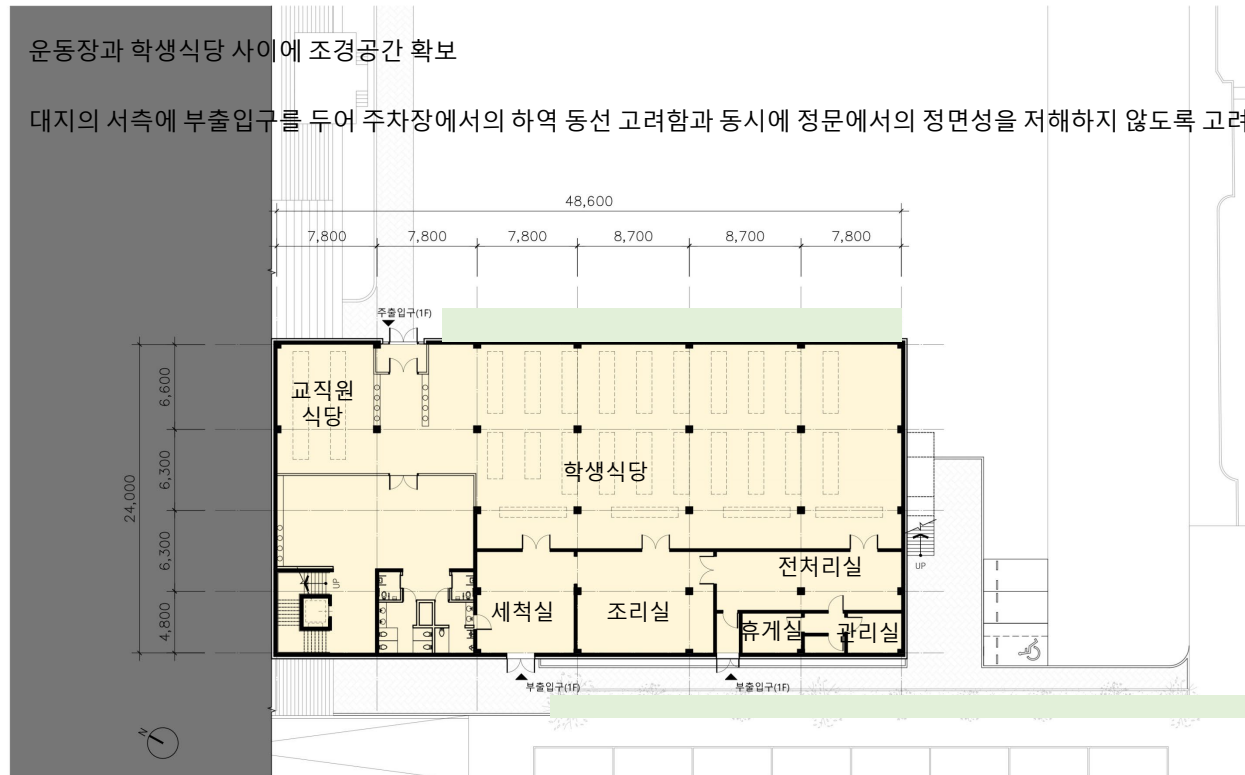 운동장과 학생식당 사이에 조경공간 확보
대지의 서측에 부출입구를 두어 주차장에서의 하역 동선 고려함과 동시에 정문에서의 정면성을 저해하지 않도록 고려
48,600
7,800 7,800 7,800 8,700 8,700 7,800
주출입구(1F)
24,000
6,600
6,300
6,300
4,800
교직원
식당
학생식당
전처리실
UP
UP
세척실
조리실
휴게실
관리실
부출입구(1F)
부출입구(1F)
N